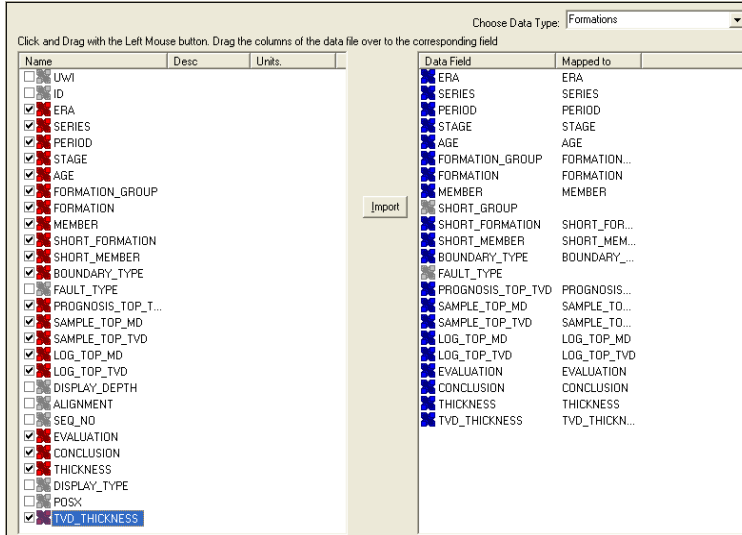 Choose Data Type: Formations
Click and Drag with the Left Mouse button. Drag the columns of the data file over to the corresponding field
Name Desc Units.
UWI
ID
ERA
SERIES
PERIOD
STAGE
AGE
FORMATION_GROUP
FORMATION
MEMBER
SHORT_FORMATION
SHORT_MEMBER
BOUNDARY_TYPE
FAULT_TYPE
PROGNOSIS_TOP_T...
SAMPLE_TOP_MD
SAMPLE_TOP_TVD
LOG_TOP_MD
LOG_TOP_TVD
DISPLAY_DEPTH
ALIGNMENT
SEQ_NO
EVALUATION
CONCLUSION
THICKNESS
DISPLAY_TYPE
POSX
TVD_THICKNESS
Import
Data Field Mapped to
ERA ERA
SERIES SERIES
PERIOD PERIOD
STAGE STAGE
AGE AGE
FORMATION_GROUP FORMATION...
FORMATION FORMATION
MEMBER MEMBER
SHORT_GROUP
SHORT_FORMATION SHORT_FOR...
SHORT_MEMBER SHORT_MEM...
BOUNDARY_TYPE BOUNDARY_...
FAULT_TYPE
PROGNOSIS_TOP_TVD PROGNOSIS...
SAMPLE_TOP_MD SAMPLE_TO...
SAMPLE_TOP_TVD SAMPLE_TO...
LOG_TOP_MD LOG_TOP_MD
LOG_TOP_TVD LOG_TOP_TVD
EVALUATION EVALUATION
CONCLUSION CONCLUSION
THICKNESS THICKNESS
TVD_THICKNESS TVD_THICKN...